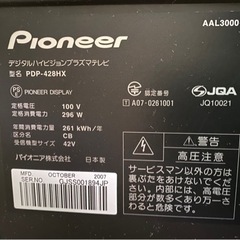 Pioneer
AAL3000
デジタルハイビジョンプラズマテレビ
型名 PDP-428HX
PIONEER DISPLAY
認定番号
A07-0261001
JQA
JQ10021
定格電圧 100 V
定格消費電力 296 W
年間消費電力量 261 kWh/年
区分名 CB
受信機型サイズ 42V
パイオニア株式会社 日本製
MFD. OCTOBER 2007
SER.NO. GJSS001894JP
警告
高圧注意
サービスマン以外の方は
裏ぶたをあけないでください
内部には高電圧部分が数多く
あり、万一さわると危険です